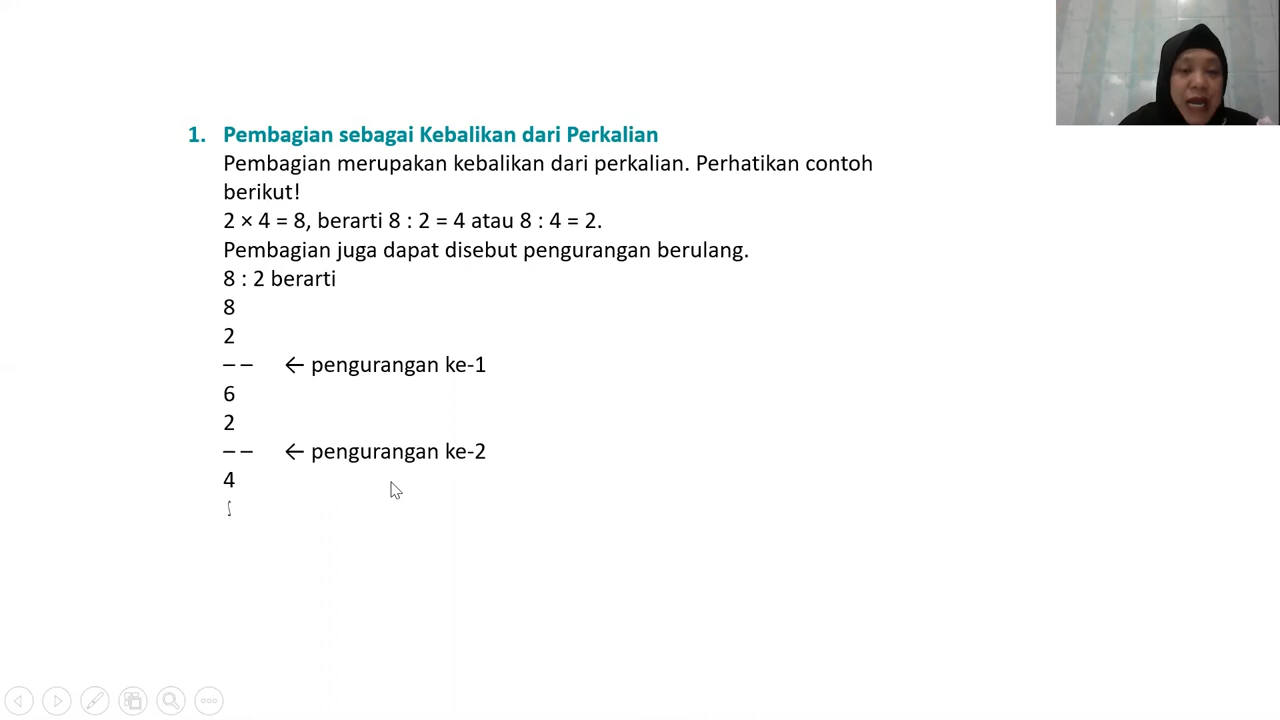 1. Pembagian sebagai Kebalikan dari Perkalian
Pembagian merupakan kebalikan dari perkalian. Perhatikan contoh
berikut!
2 × 4 = 8, berarti 8 : 2 = 4 atau 8 : 4 = 2.
Pembagian juga dapat disebut pengurangan berulang.
8 : 2 berarti
8
2
– – ← pengurangan ke-1
6
2
– – ← pengurangan ke-2
4